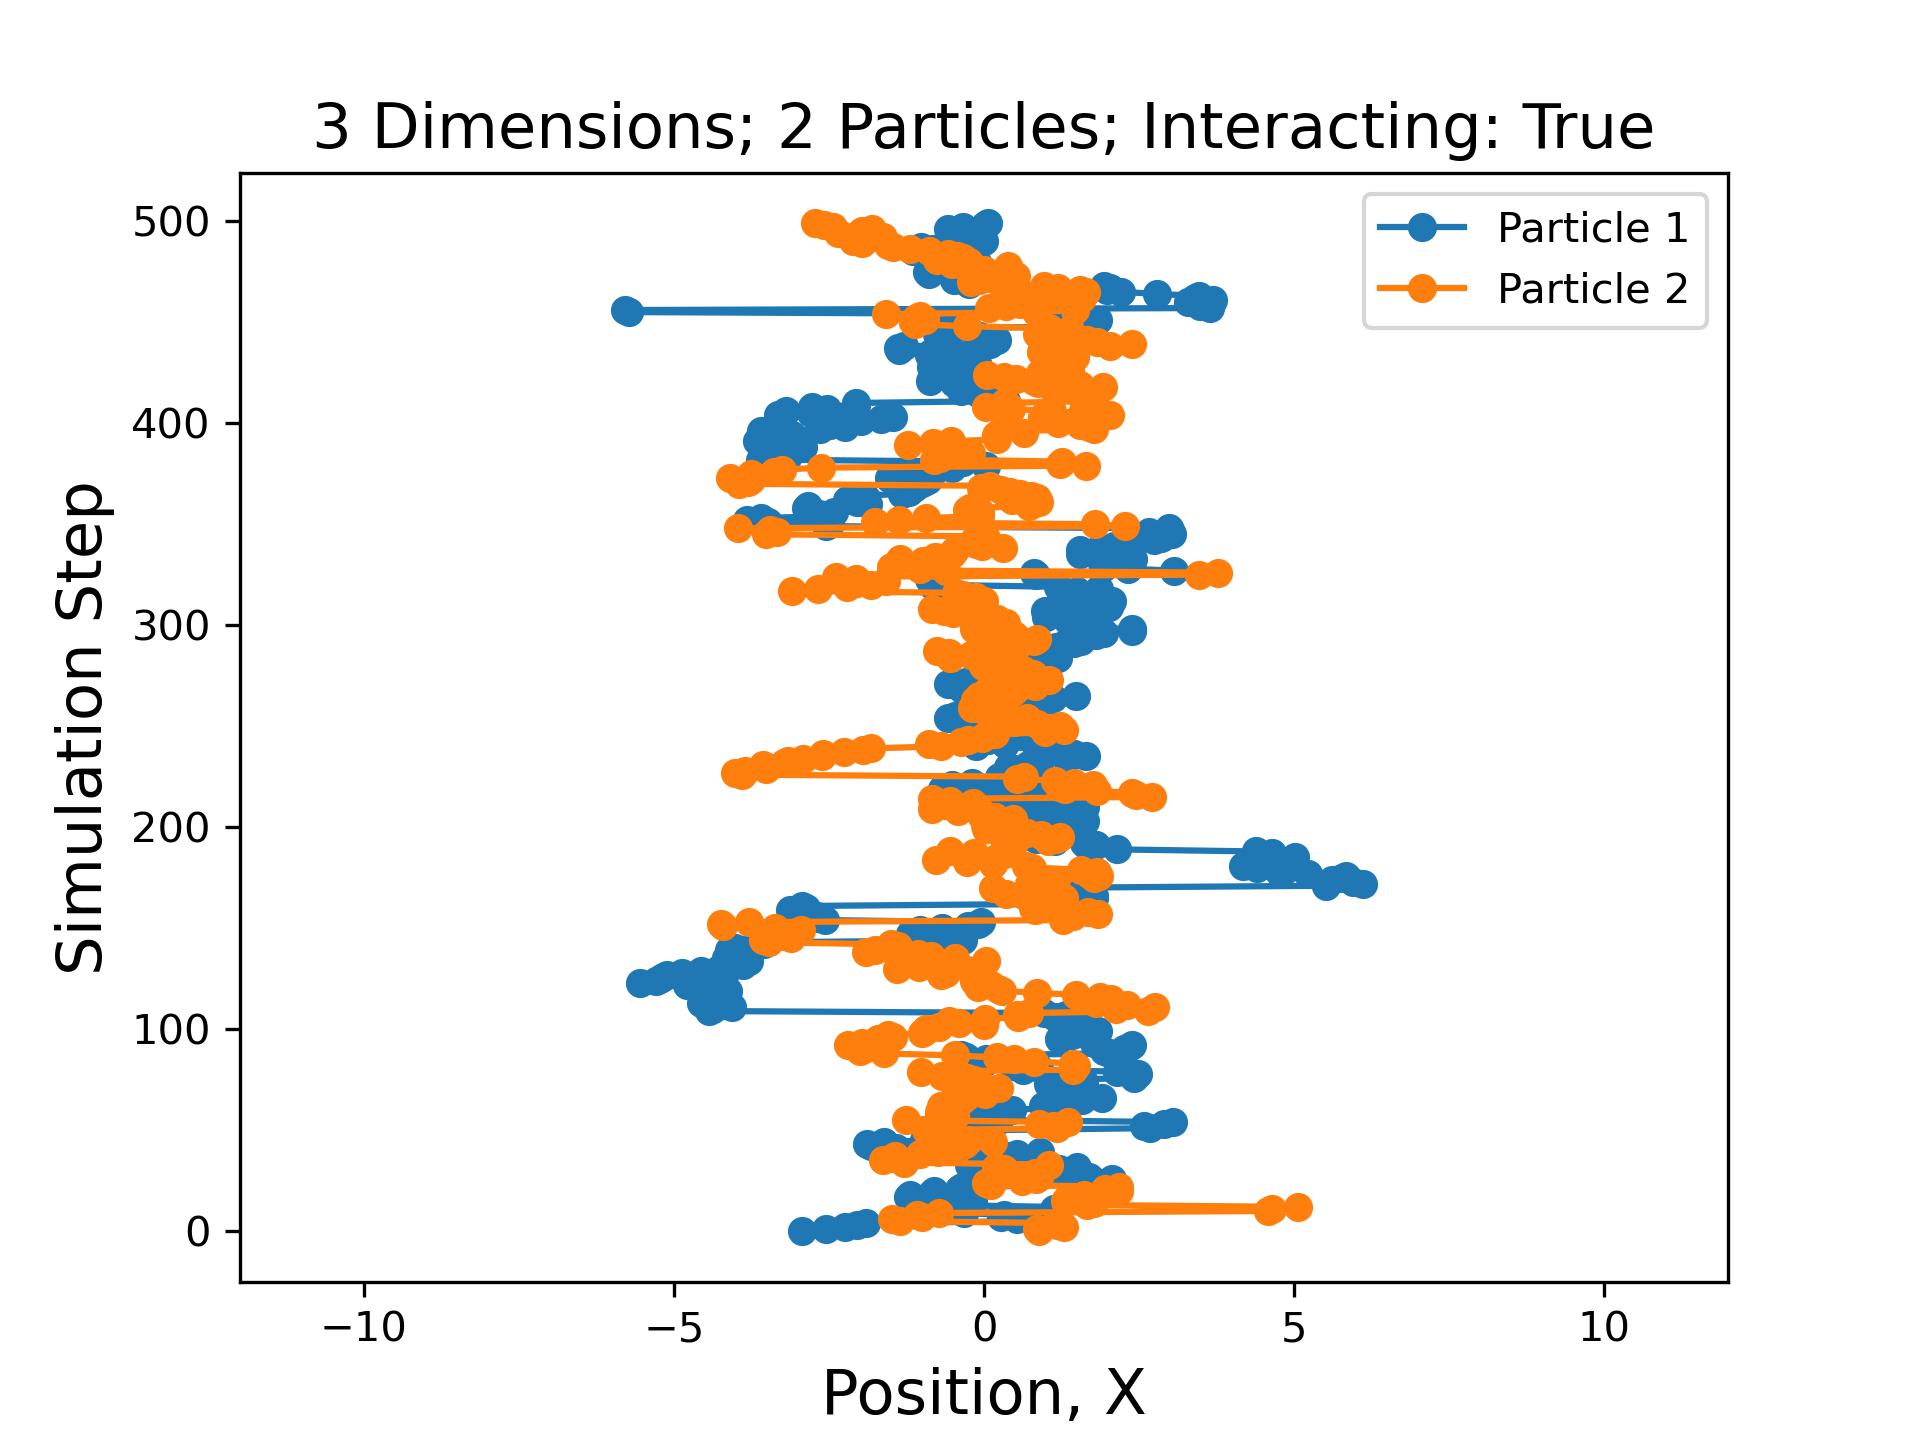 3 Dimensions; 2 Particles; Interacting: True
Particle 1
Particle 2
500
400
300
200
100
0
Simulation Step
−10
−5
0
5
10
Position, X